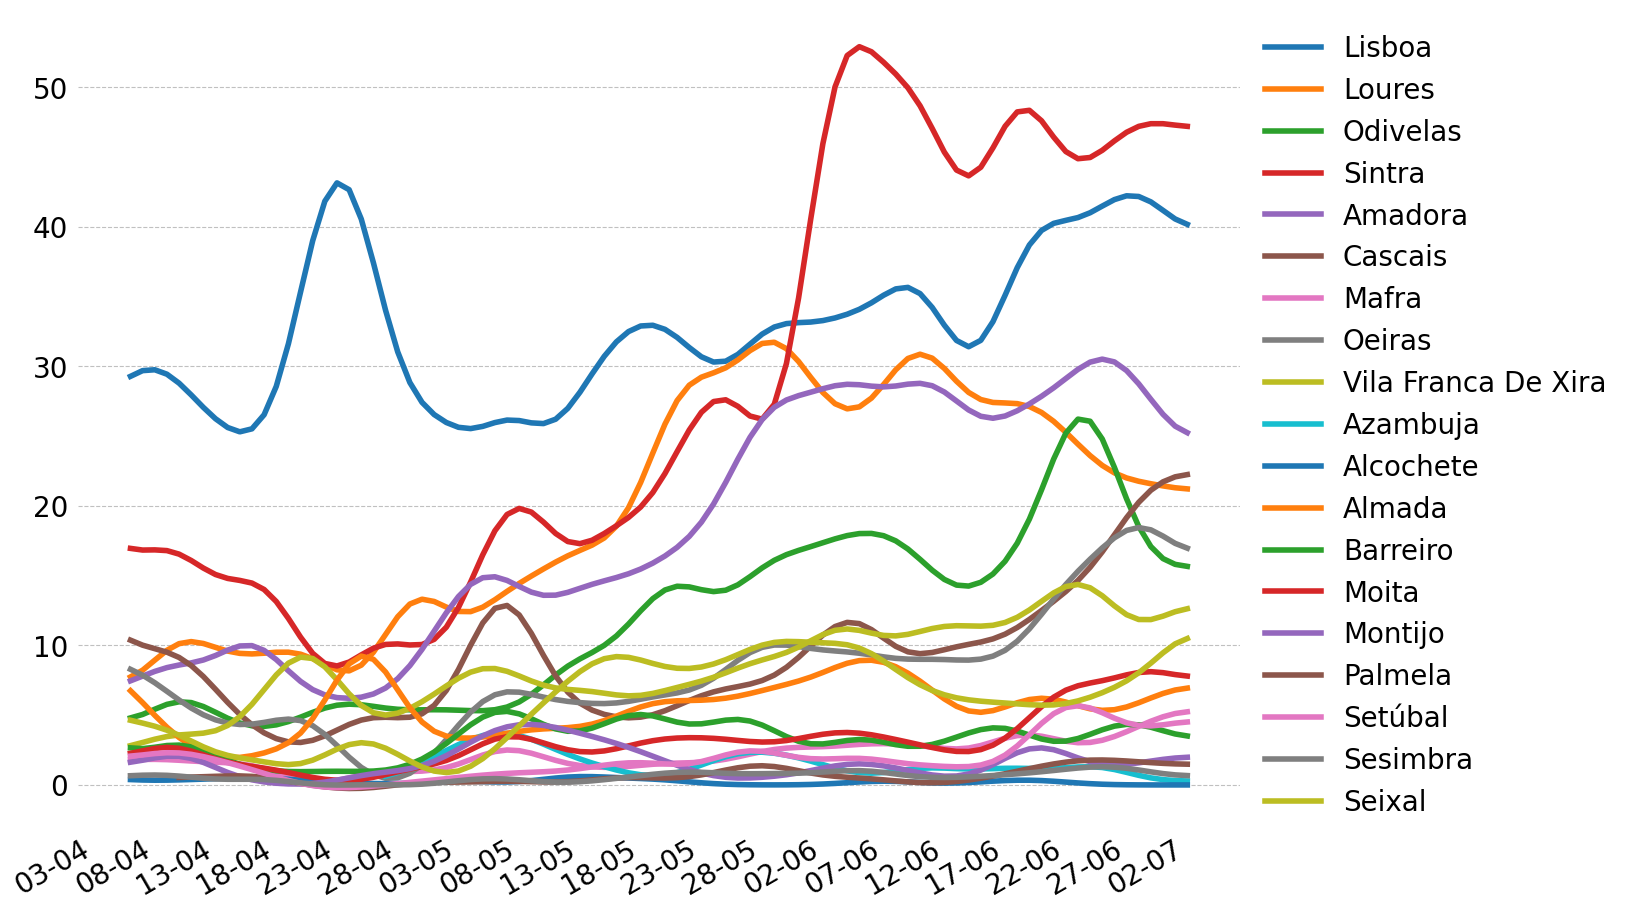 50
40
30
20
10
0
03-04
08-04
13-04
18-04
23-04
28-04
03-05
08-05
13-05
18-05
23-05
28-05
02-06
07-06
12-06
17-06
22-06
27-06
02-07
Lisboa
Loures
Odivelas
Sintra
Amadora
Cascais
Mafra
Oeiras
Vila Franca De Xira
Azambuja
Alcochete
Almada
Barreiro
Moita
Montijo
Palmela
Setúbal
Sesimbra
Seixal